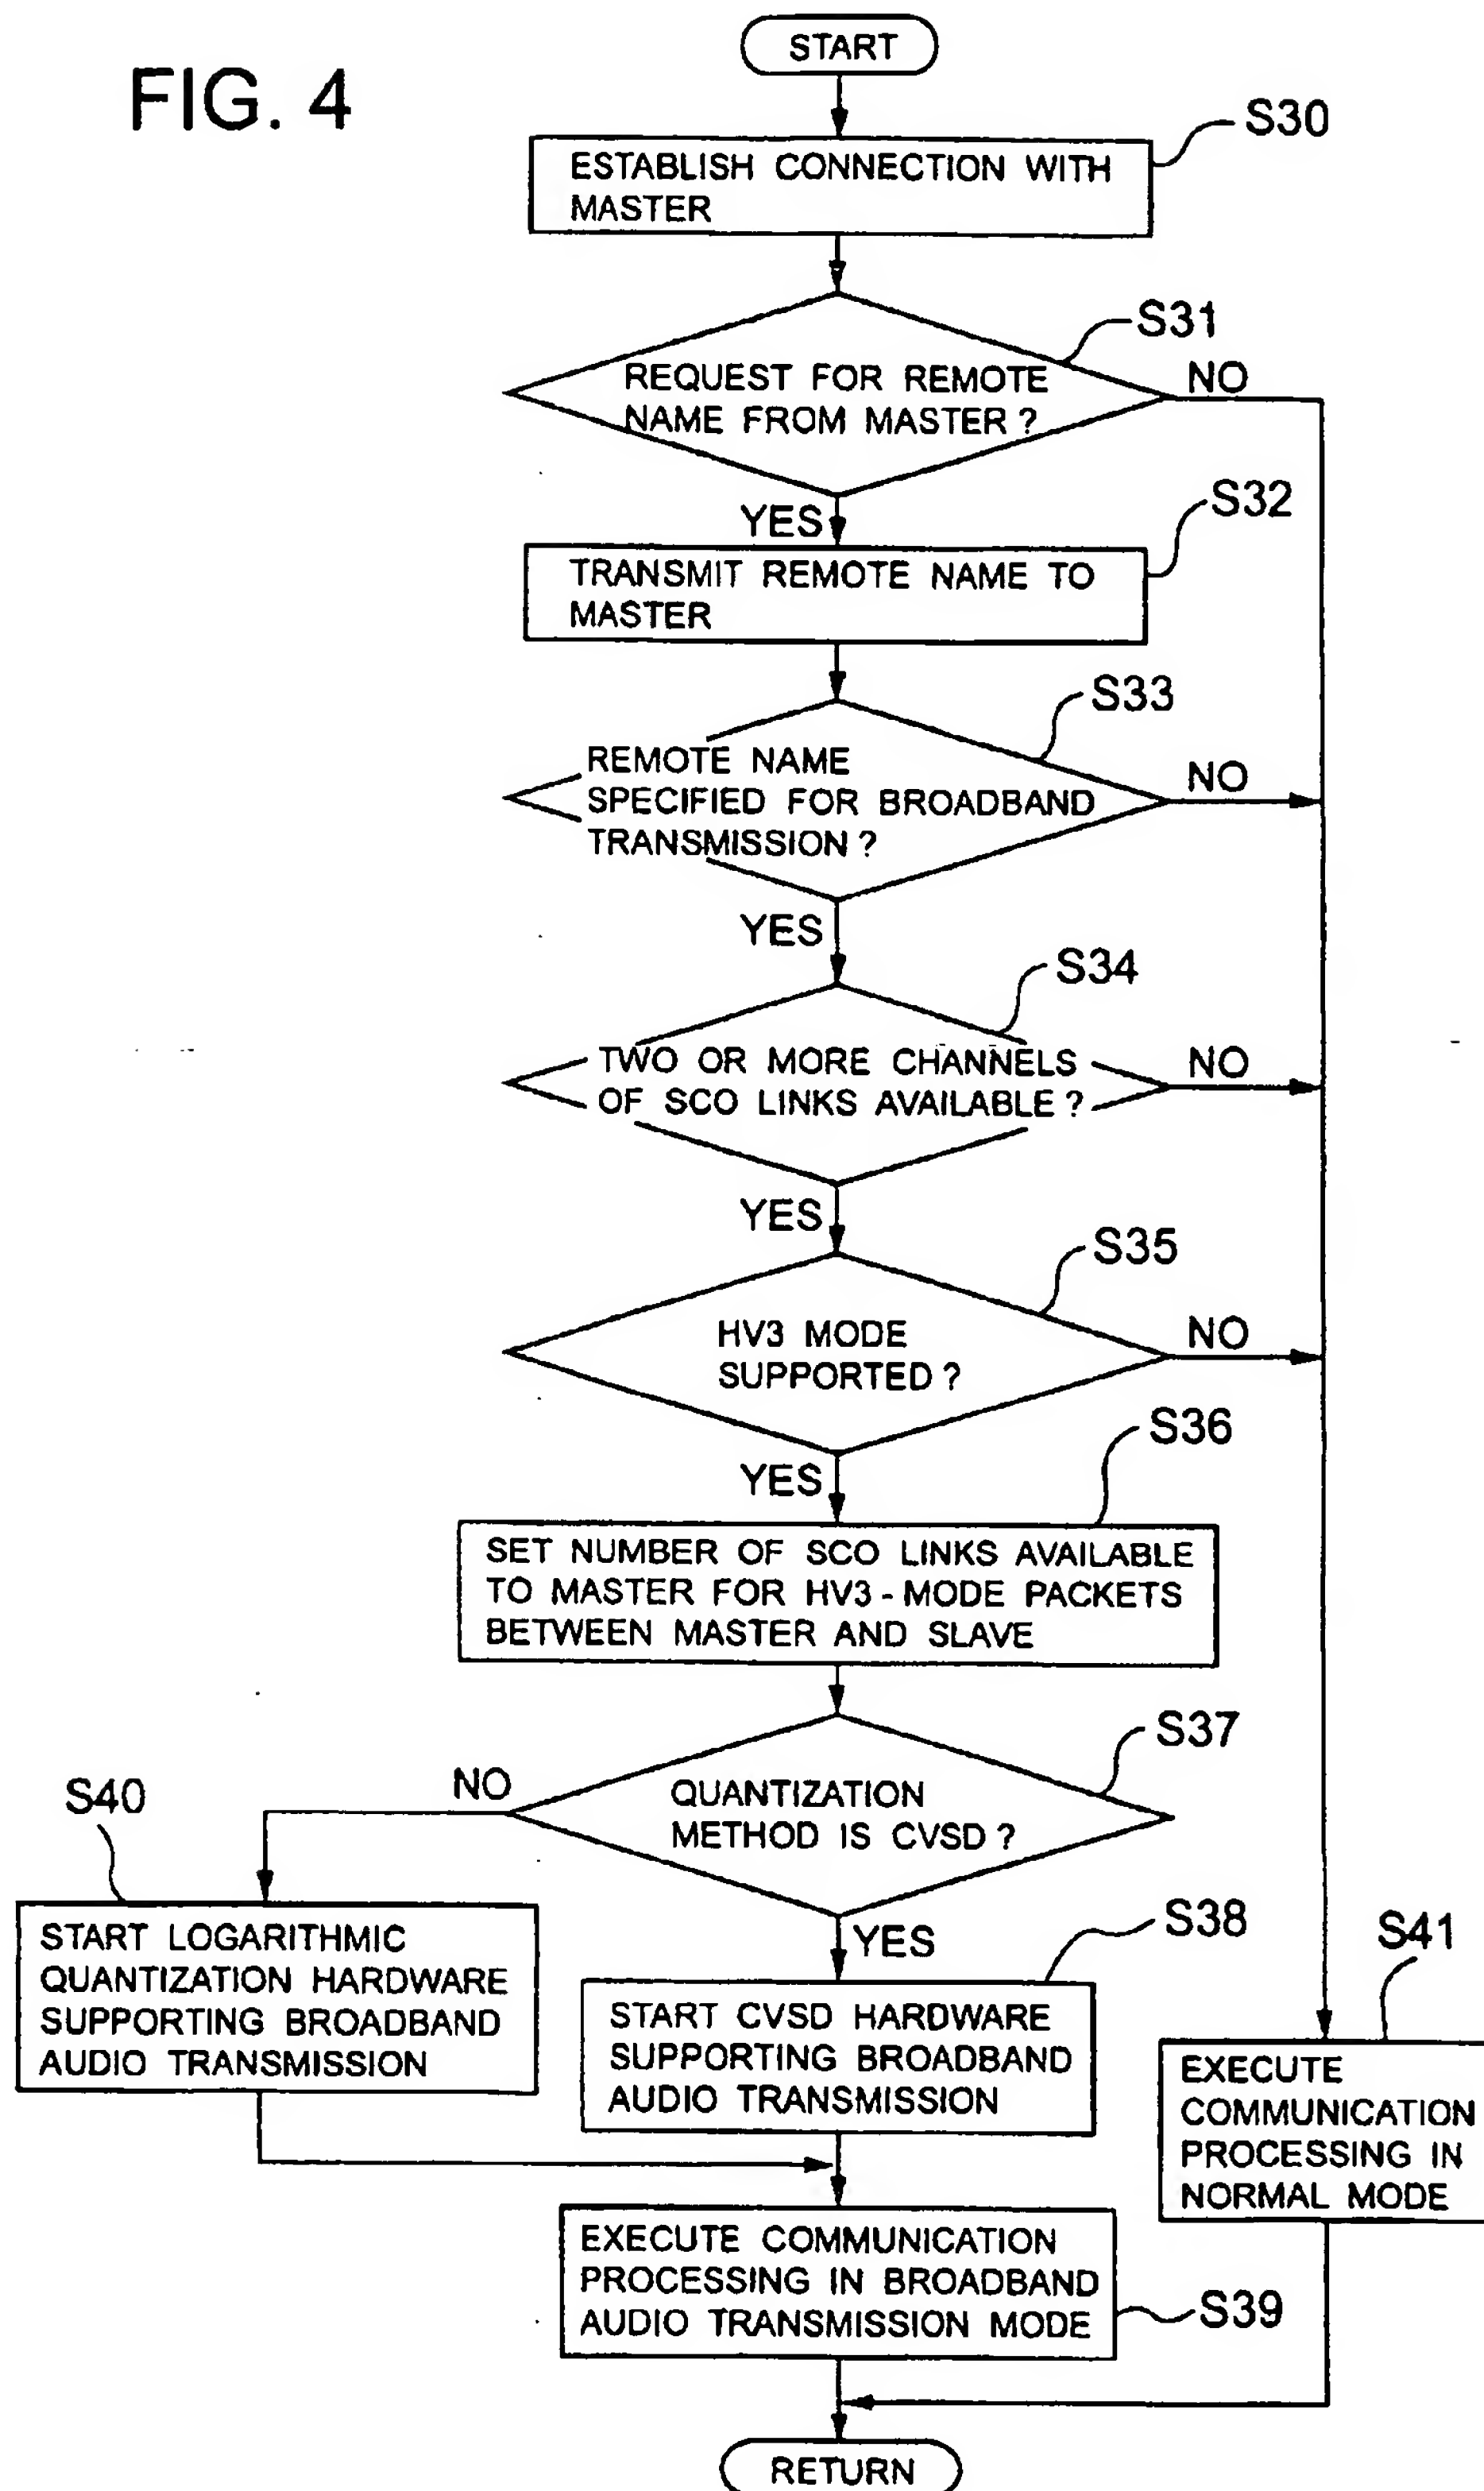 FIG. 4
START
S30
ESTABLISH CONNECTION WITH
MASTER
S31
REQUEST FOR REMOTE
NAME FROM MASTER ?
NO
YES
S32
TRANSMIT REMOTE NAME TO
MASTER
S33
REMOTE NAME
SPECIFIED FOR BROADBAND
TRANSMISSION ?
NO
YES
S34
TWO OR MORE CHANNELS
OF SCO LINKS AVAILABLE ?
NO
YES
S35
HV3 MODE
SUPPORTED ?
NO
YES
S36
SET NUMBER OF SCO LINKS AVAILABLE
TO MASTER FOR HV3 - MODE PACKETS
BETWEEN MASTER AND SLAVE
S37
QUANTIZATION
METHOD IS CVSD ?
NO
YES
S40
START LOGARITHMIC
QUANTIZATION HARDWARE
SUPPORTING BROADBAND
AUDIO TRANSMISSION
S38
START CVSD HARDWARE
SUPPORTING BROADBAND
AUDIO TRANSMISSION
S41
EXECUTE
COMMUNICATION
PROCESSING IN
NORMAL MODE
EXECUTE COMMUNICATION
PROCESSING IN BROADBAND
AUDIO TRANSMISSION MODE
S39
RETURN